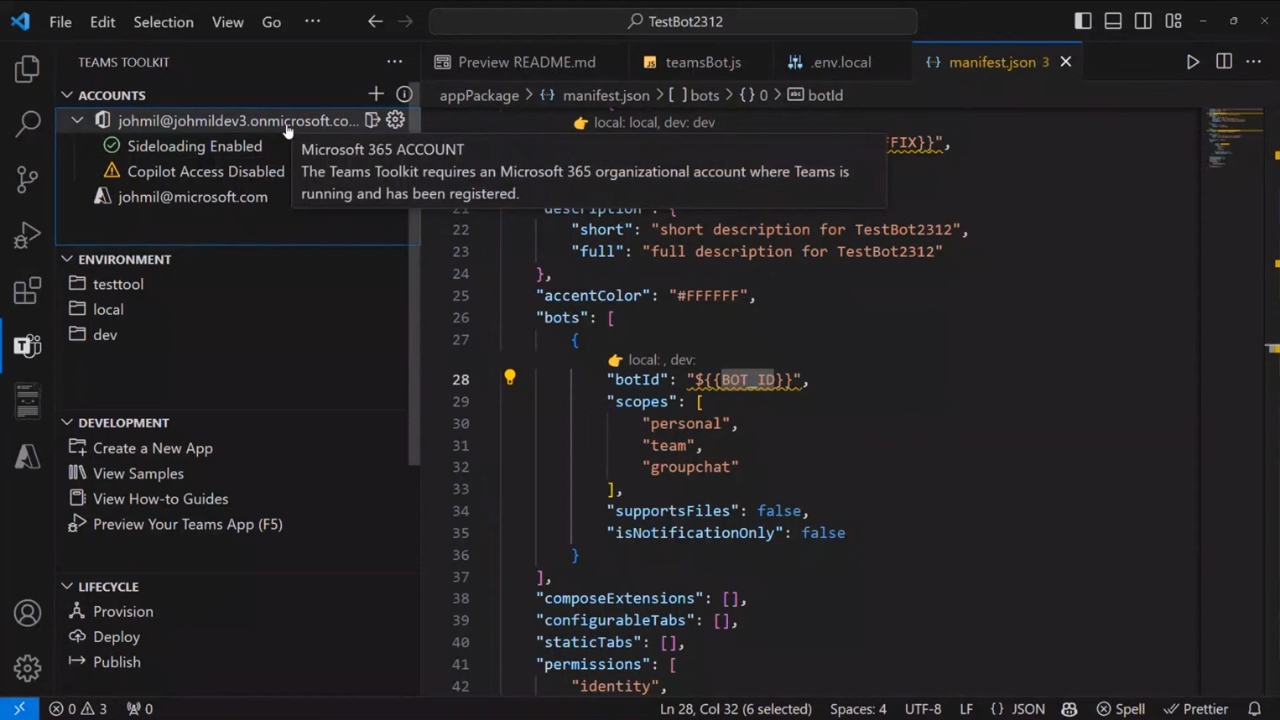 File Edit Selection View Go ··· TestBot2312
TEAMS TOOLKIT
Preview README.md teamsBot.js .env.local manifest.json 3
ACCOUNTS
appPackage > manifest.json > [ ] bots > { } 0 > botId
johmil@johmildev3.onmicrosoft.co...
Sideloading Enabled
Copilot Access Disabled
johmil@microsoft.com
Microsoft 365 ACCOUNT
The Teams Toolkit requires an Microsoft 365 organizational account where Teams is
running and has been registered.
ENVIRONMENT
testtool
local
dev
DEVELOPMENT
Create a New App
View Samples
View How-to Guides
Preview Your Teams App (F5)
LIFECYCLE
Provision
Deploy
Publish
local: local, dev: dev
FIX}}",
21 "description": {
22 "short": "short description for TestBot2312",
23 "full": "full description for TestBot2312"
24 },
25 "accentColor": "#FFFFFF",
26 "bots": [
27 {
local: , dev:
28 "botId": "${{BOT_ID}}",
29 "scopes": [
30 "personal",
31 "team",
32 "groupchat"
33 ],
34 "supportsFiles": false,
35 "isNotificationOnly": false
36 }
37 ],
38 "composeExtensions": [],
39 "configurableTabs": [],
40 "staticTabs": [],
41 "permissions": [
42 "identity",
0 3 0 Ln 28, Col 32 (6 selected) Spaces: 4 UTF-8 LF { } JSON Spell Prettier